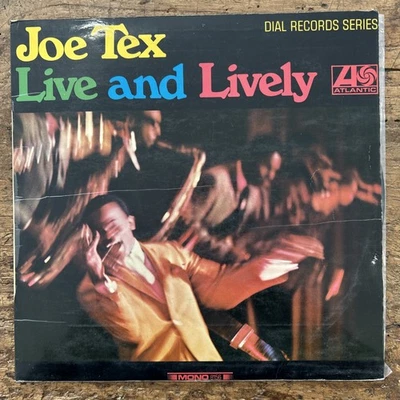 DIAL RECORDS SERIES
Joe Tex
Live and Lively
ATLANTIC
MONO